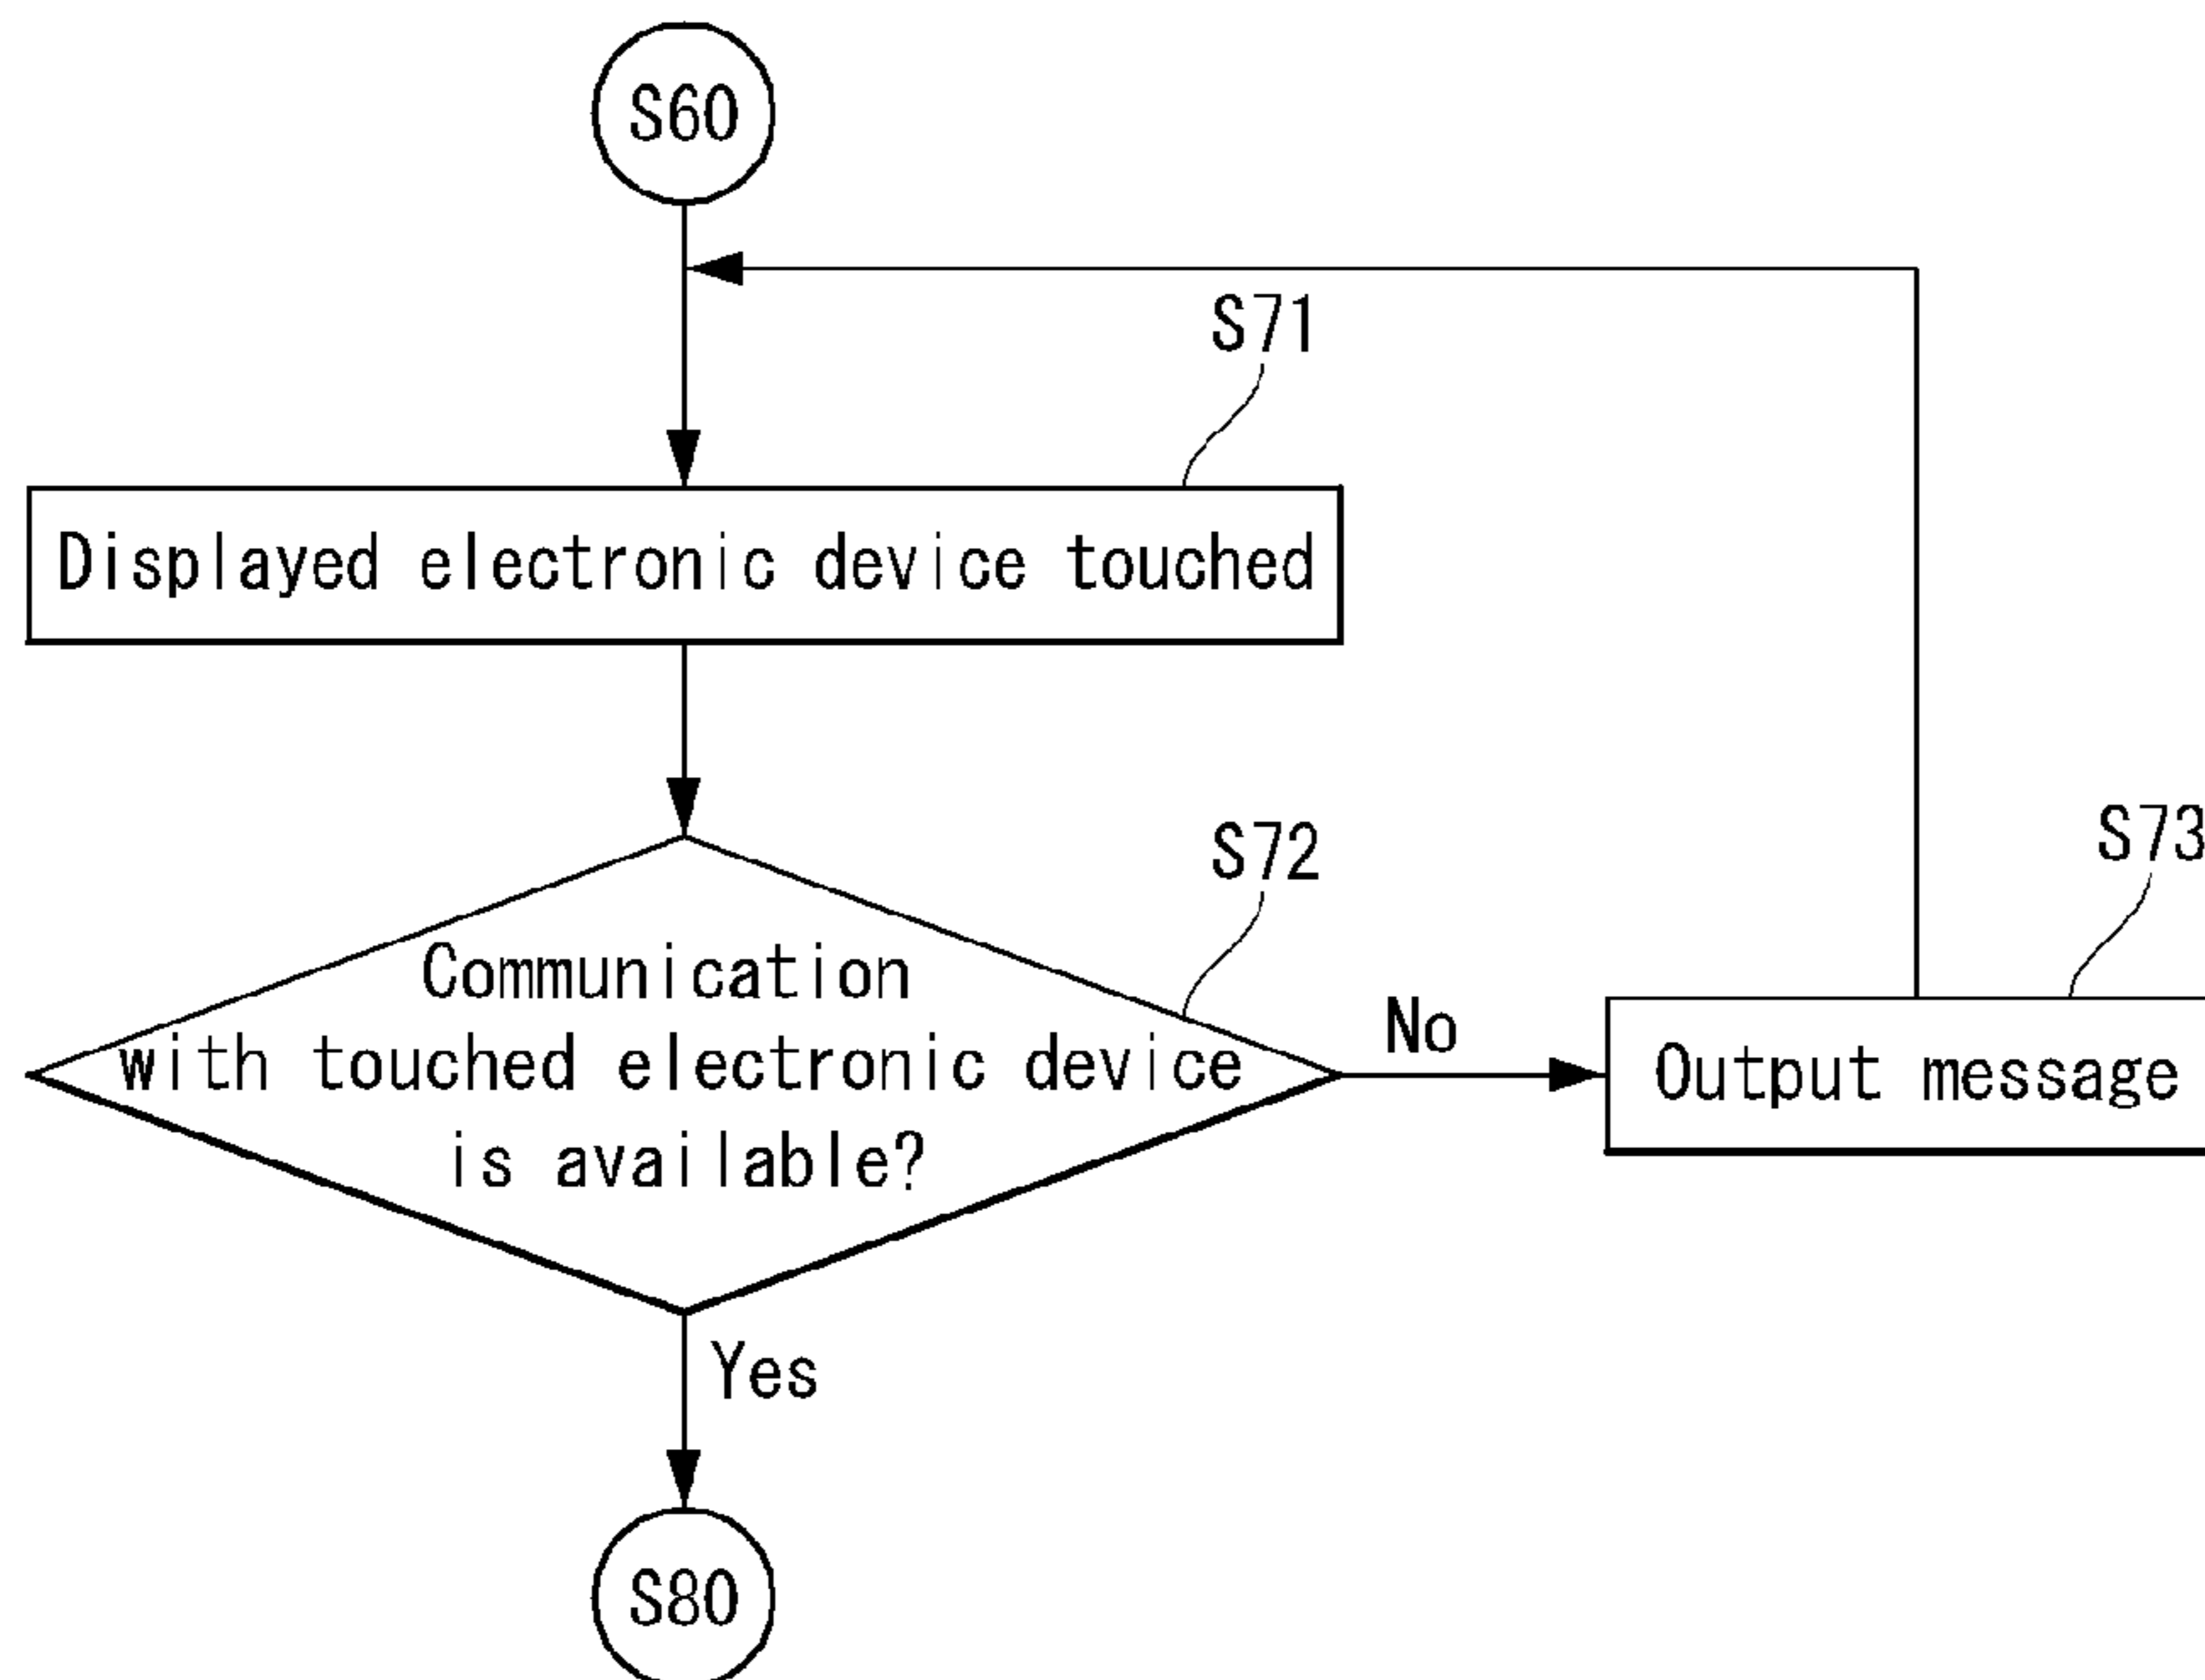 S60
S71
Displayed electronic device touched
S72
S73
Communication
with touched electronic device
is available?
No
Output message
Yes
S80